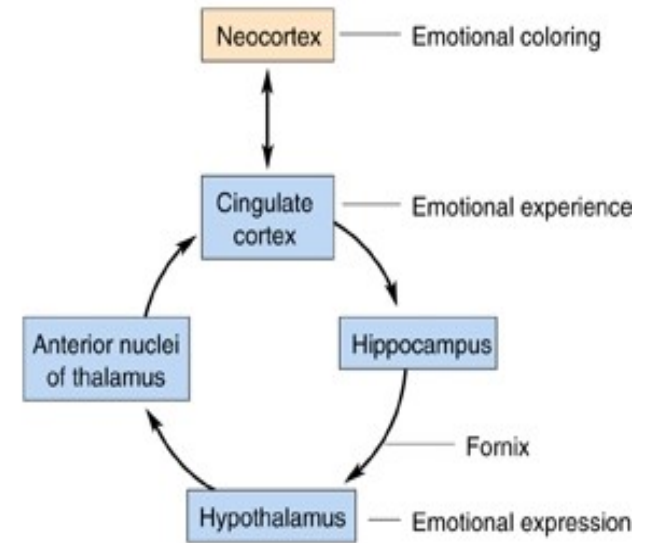 Neocortex
Emotional coloring
Cingulate
cortex
Emotional experience
Anterior nuclei
of thalamus
Hippocampus
Fornix
Hypothalamus
Emotional expression